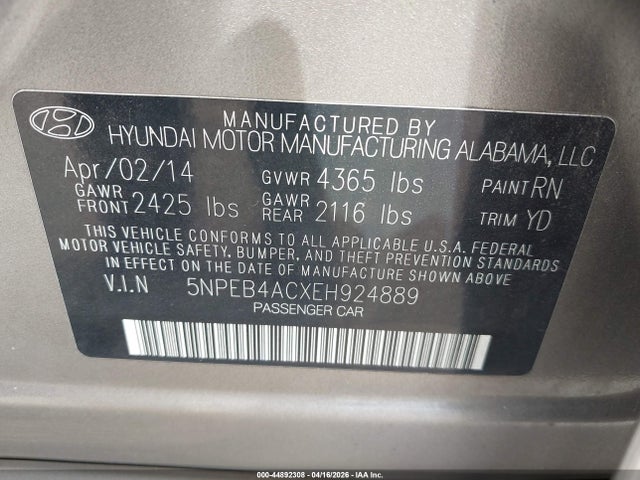 MANUFACTURED BY
HYUNDAI MOTOR MANUFACTURING ALABAMA, LLC
Apr/02/14 GVWR 4365 lbs PAINT RN
GAWR FRONT 2425 lbs GAWR REAR 2116 lbs TRIM YD
THIS VEHICLE CONFORMS TO ALL APPLICABLE U.S.A. FEDERAL
MOTOR VEHICLE SAFETY, BUMPER, AND THEFT PREVENTION STANDARDS
IN EFFECT ON THE DATE OF MANUFACTURE SHOWN ABOVE
V.I.N 5NPEB4ACXEH924889
PASSENGER CAR
000-44892308 - 04/16/2026 - IAA Inc.